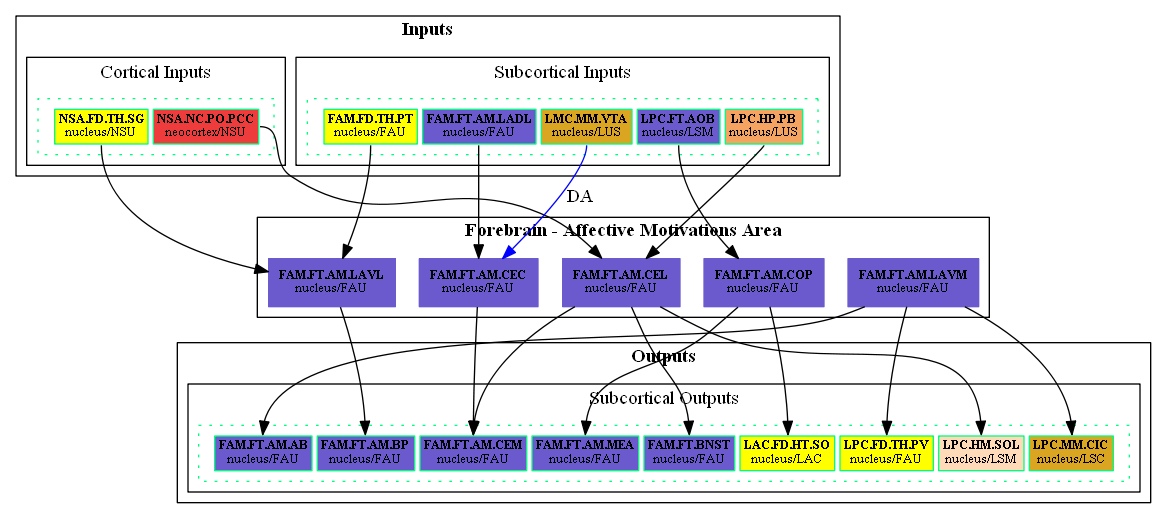 Inputs
Cortical Inputs
Subcortical Inputs
NSA.FD.TH.SG
nucleus/NSU
NSA.NC.PO.PCC
neocortex/NSU
FAM.FD.TH.PT
nucleus/FAU
FAM.FT.AM.LADL
nucleus/FAU
LMC.MM.VTA
nucleus/LUS
LPC.FT.AOB
nucleus/LSM
LPC.HP.PB
nucleus/LUS
DA
Forebrain - Affective Motivations Area
FAM.FT.AM.LAVL
nucleus/FAU
FAM.FT.AM.CEC
nucleus/FAU
FAM.FT.AM.CEL
nucleus/FAU
FAM.FT.AM.COP
nucleus/FAU
FAM.FT.AM.LAVM
nucleus/FAU
Outputs
Subcortical Outputs
FAM.FT.AM.AB
nucleus/FAU
FAM.FT.AM.BP
nucleus/FAU
FAM.FT.AM.CEM
nucleus/FAU
FAM.FT.AM.MEA
nucleus/FAU
FAM.FT.BNST
nucleus/FAU
LAC.FD.HT.SO
nucleus/LAC
LPC.FD.TH.PV
nucleus/FAU
LPC.HM.SOL
nucleus/LSM
LPC.MM.CIC
nucleus/LSC